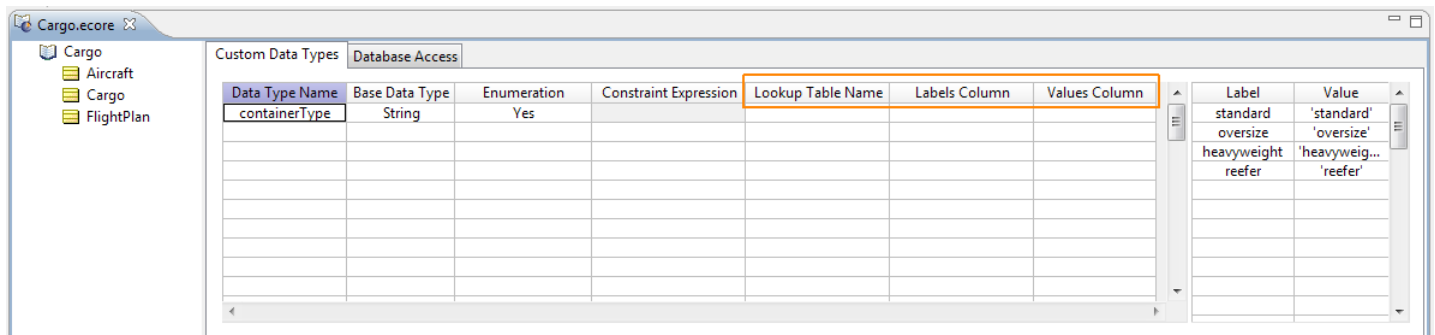 Cargo.ecore
Cargo
Aircraft
Cargo
FlightPlan
Custom Data Types Database Access
Data Type Name Base Data Type Enumeration Constraint Expression Lookup Table Name Labels Column Values Column
containerType String Yes
Label Value
standard 'standard'
oversize 'oversize'
heavyweight 'heavyweig...
reefer 'reefer'